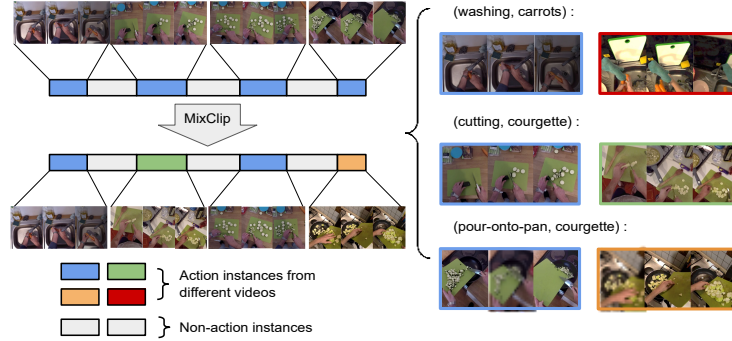 MixClip
Action instances from
different videos
Non-action instances
(washing, carrots) :
(cutting, courgette) :
(pour-onto-pan, courgette) :